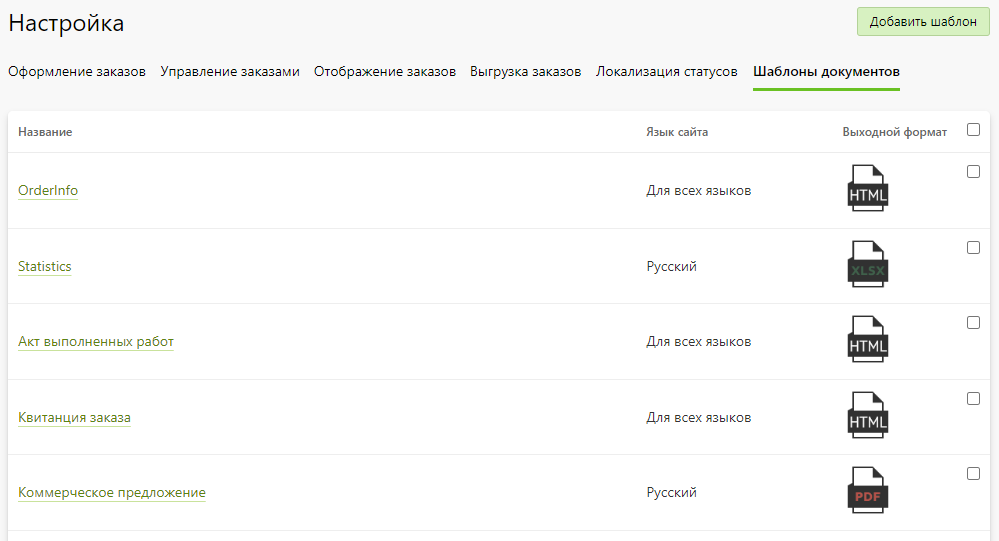 Настройка
Добавить шаблон
Оформление заказов Управление заказами Отображение заказов Выгрузка заказов Локализация статусов Шаблоны документов
Название Язык сайта Выходной формат
OrderInfo Для всех языков HTML
Statistics Русский XLSX
Акт выполненных работ Для всех языков HTML
Квитанция заказа Для всех языков HTML
Коммерческое предложение Русский PDF